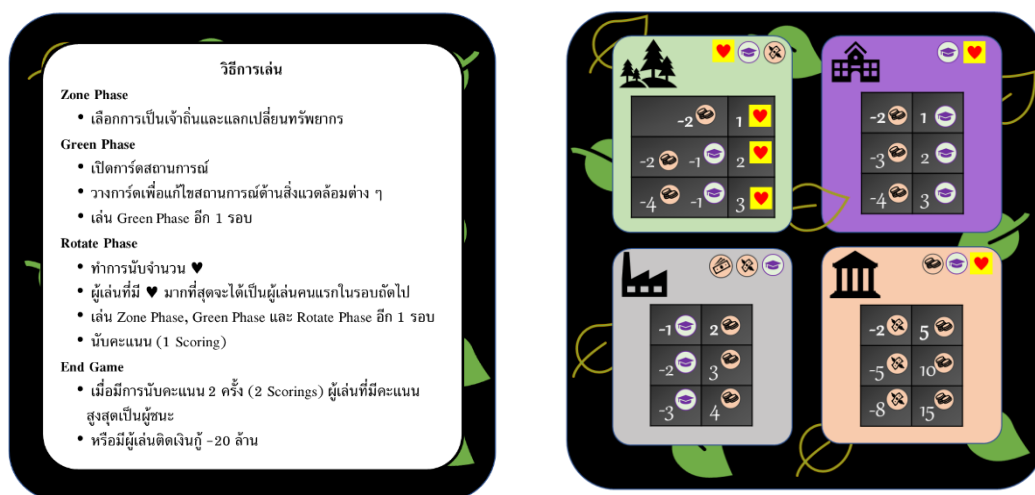 วิธีการเล่น
Zone Phase
• เลือกการเป็นเจ้าถิ่นและแลกเปลี่ยนทรัพยากร
Green Phase
• เปิดการ์ดสถานการณ์
• วางการ์ดเพื่อแก้ไขสถานการณ์ด้านสิ่งแวดล้อมต่าง ๆ
• เล่น Green Phase อีก 1 รอบ
Rotate Phase
• ทำการนับจำนวน ♥
• ผู้เล่นที่มี ♥ มากที่สุดจะได้เป็นผู้เล่นคนแรกในรอบถัดไป
• เล่น Zone Phase, Green Phase และ Rotate Phase อีก 1 รอบ
• นับคะแนน (1 Scoring)
End Game
• เมื่อมีการนับคะแนน 2 ครั้ง (2 Scorings) ผู้เล่นที่มีคะแนน
สูงสุดเป็นผู้ชนะ
• หรือมีผู้เล่นติดเงินกู้ -20 ล้าน
-2 1
-2 -1 2
-4 -1 3
-2 1
-3 2
-4 3
-1 2
-2 3
-3 4
-2 5
-5 10
-8 15